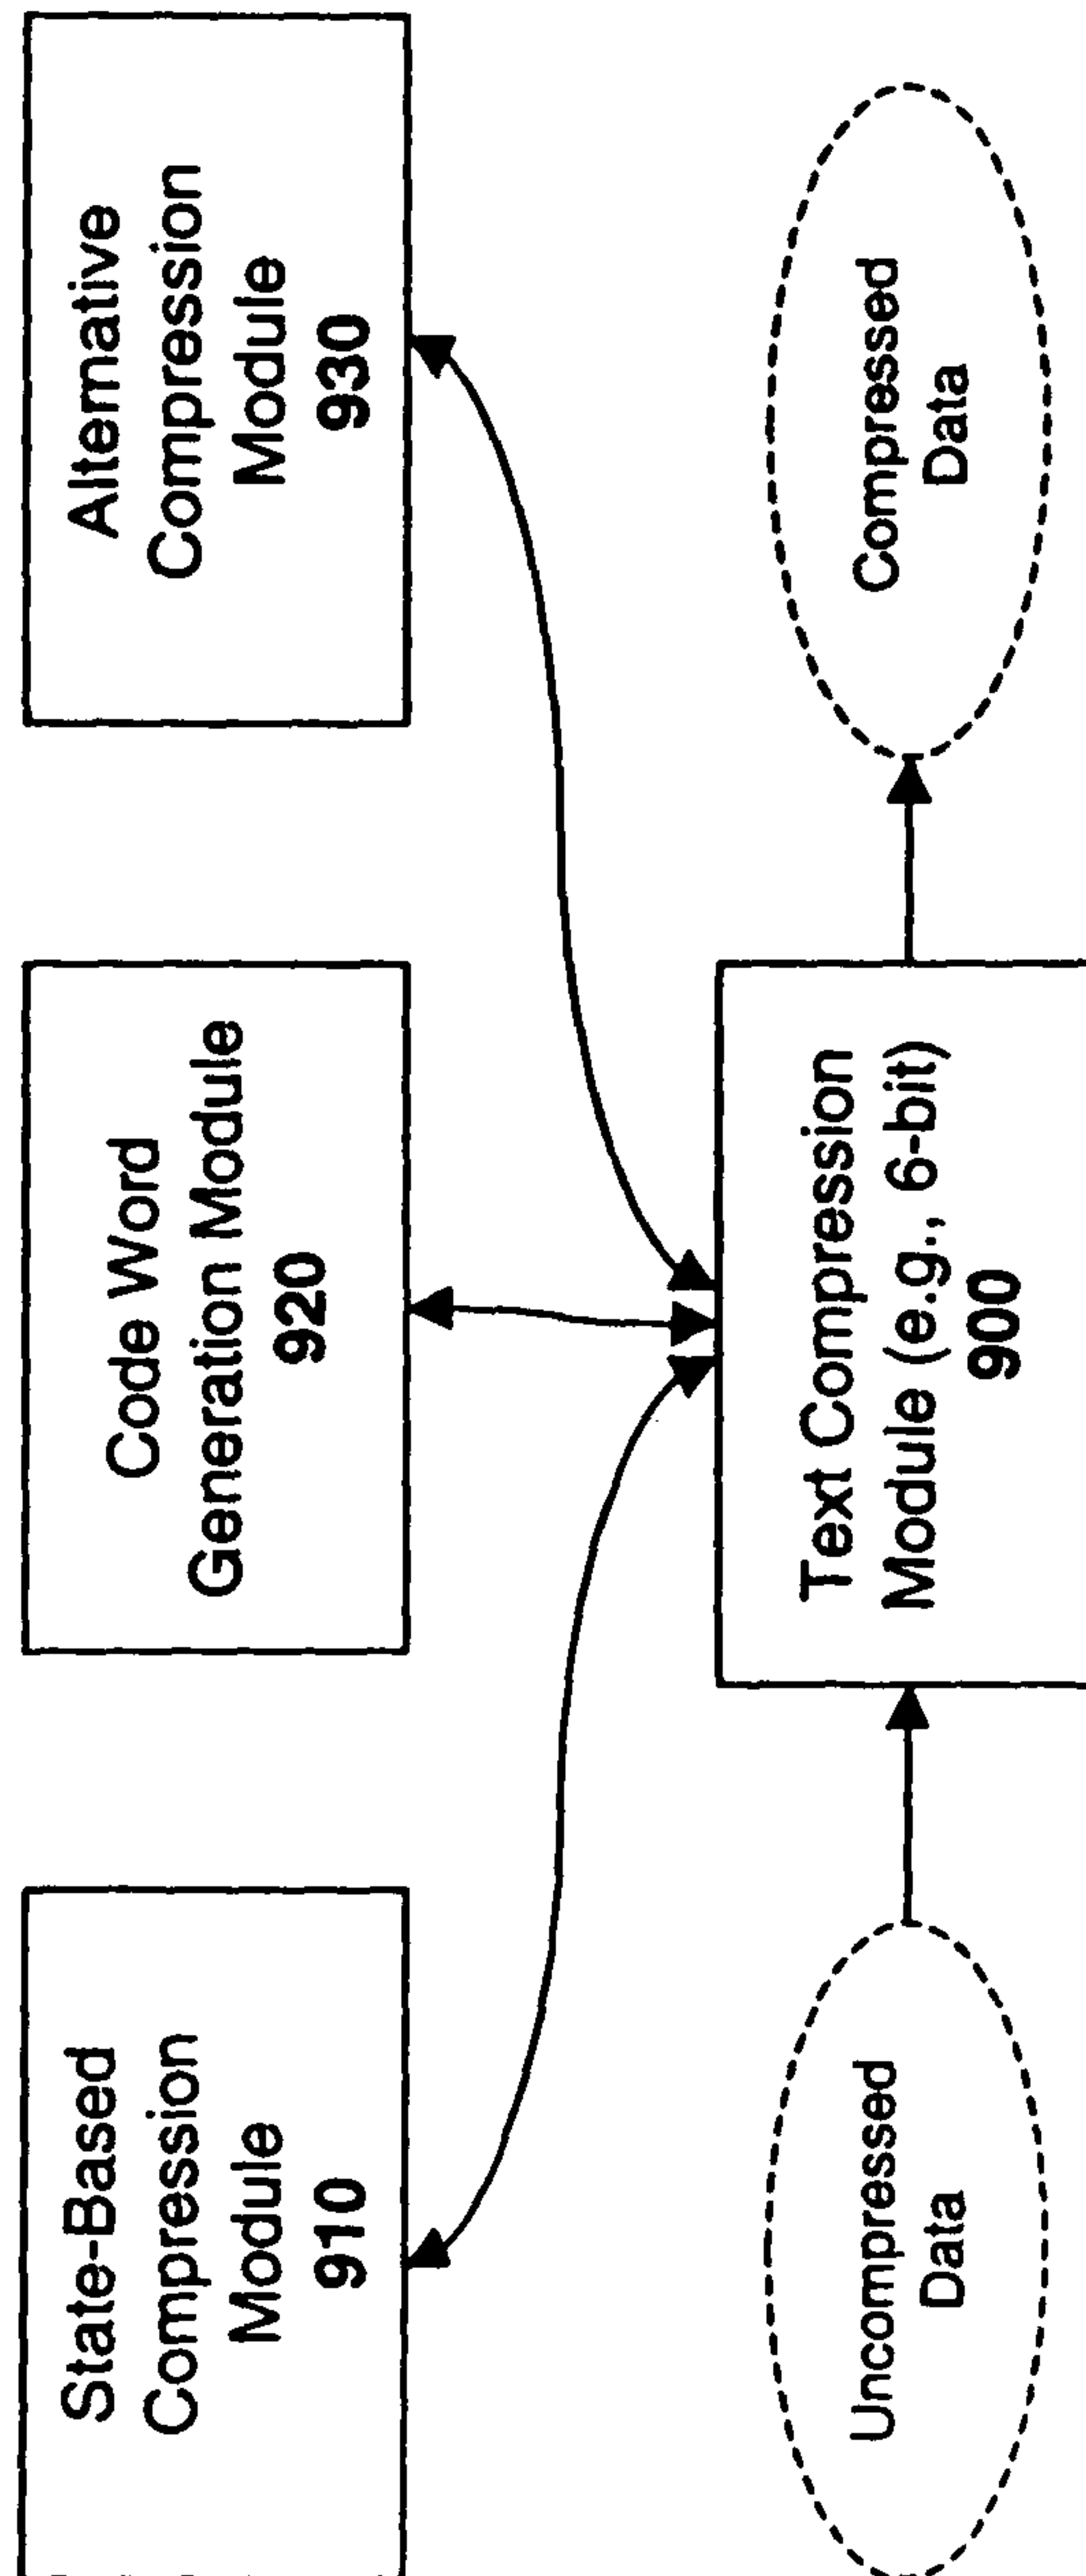 State-Based
Compression
Module
910
Code Word
Generation Module
920
Alternative
Compression
Module
930
Uncompressed
Data
Text Compression
Module (e.g., 6-bit)
900
Compressed
Data